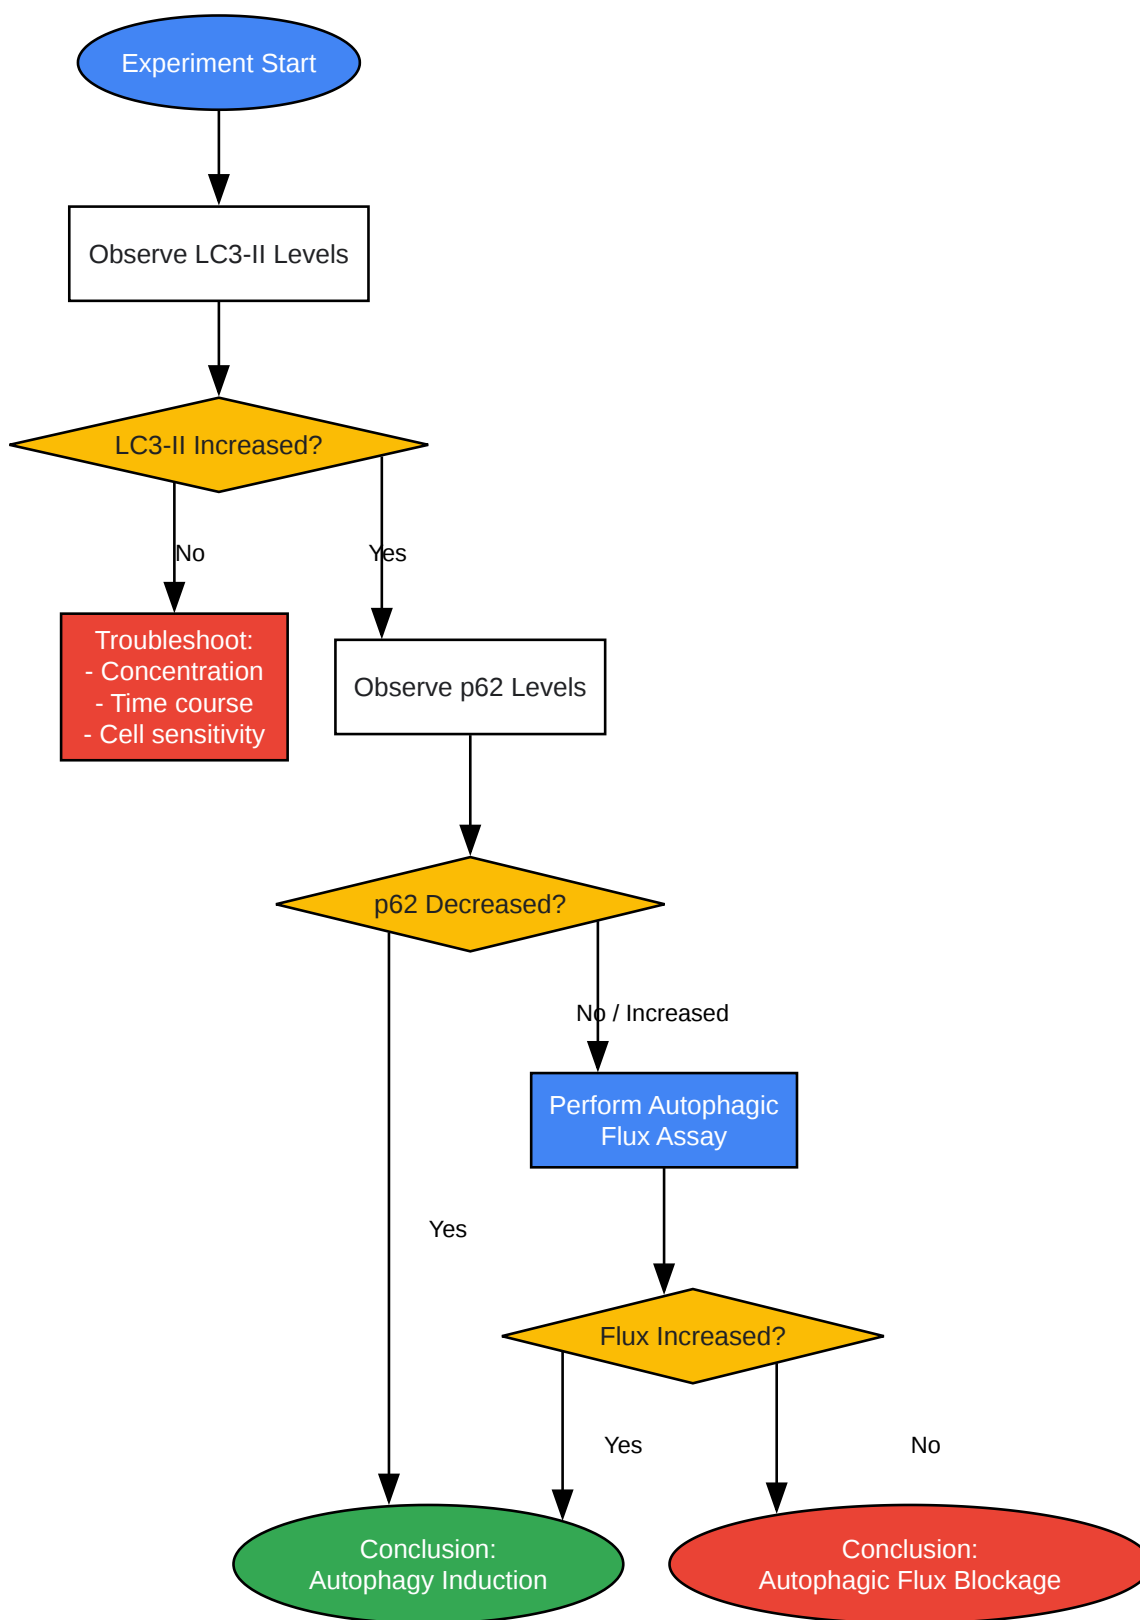 Experiment Start
Observe LC3-II Levels
LC3-II Increased?
No
Yes
Troubleshoot:
- Concentration
- Time course
- Cell sensitivity
Observe p62 Levels
p62 Decreased?
No / Increased
Perform Autophagic
Flux Assay
Yes
Flux Increased?
Yes
No
Conclusion:
Autophagy Induction
Conclusion:
Autophagic Flux Blockage